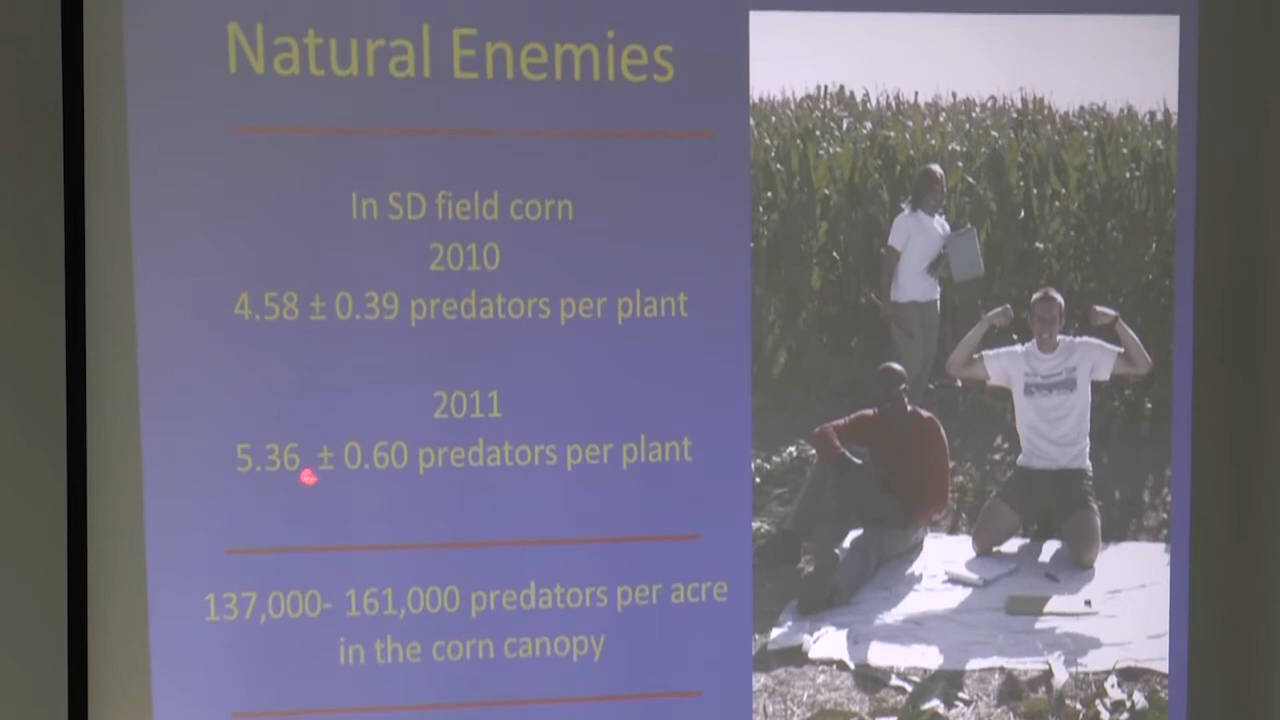 Natural Enemies
In SD field corn
2010
4.58 ± 0.39 predators per plant
2011
5.36 ± 0.60 predators per plant
137,000- 161,000 predators per acre
in the corn canopy